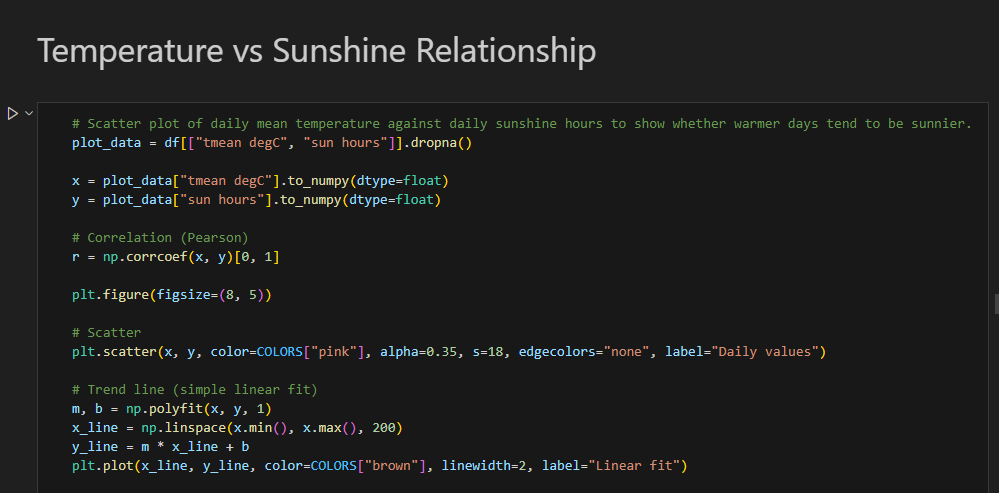 Temperature vs Sunshine Relationship
# Scatter plot of daily mean temperature against daily sunshine hours to show whether warmer days tend to be sunnier.
plot_data = df[["tmean degC", "sun hours"]].dropna()
x = plot_data["tmean degC"].to_numpy(dtype=float)
y = plot_data["sun hours"].to_numpy(dtype=float)
# Correlation (Pearson)
r = np.corrcoef(x, y)[0, 1]
plt.figure(figsize=(8, 5))
# Scatter
plt.scatter(x, y, color=COLORS["pink"], alpha=0.35, s=18, edgecolors="none", label="Daily values")
# Trend line (simple linear fit)
m, b = np.polyfit(x, y, 1)
x_line = np.linspace(x.min(), x.max(), 200)
y_line = m * x_line + b
plt.plot(x_line, y_line, color=COLORS["brown"], linewidth=2, label="Linear fit")